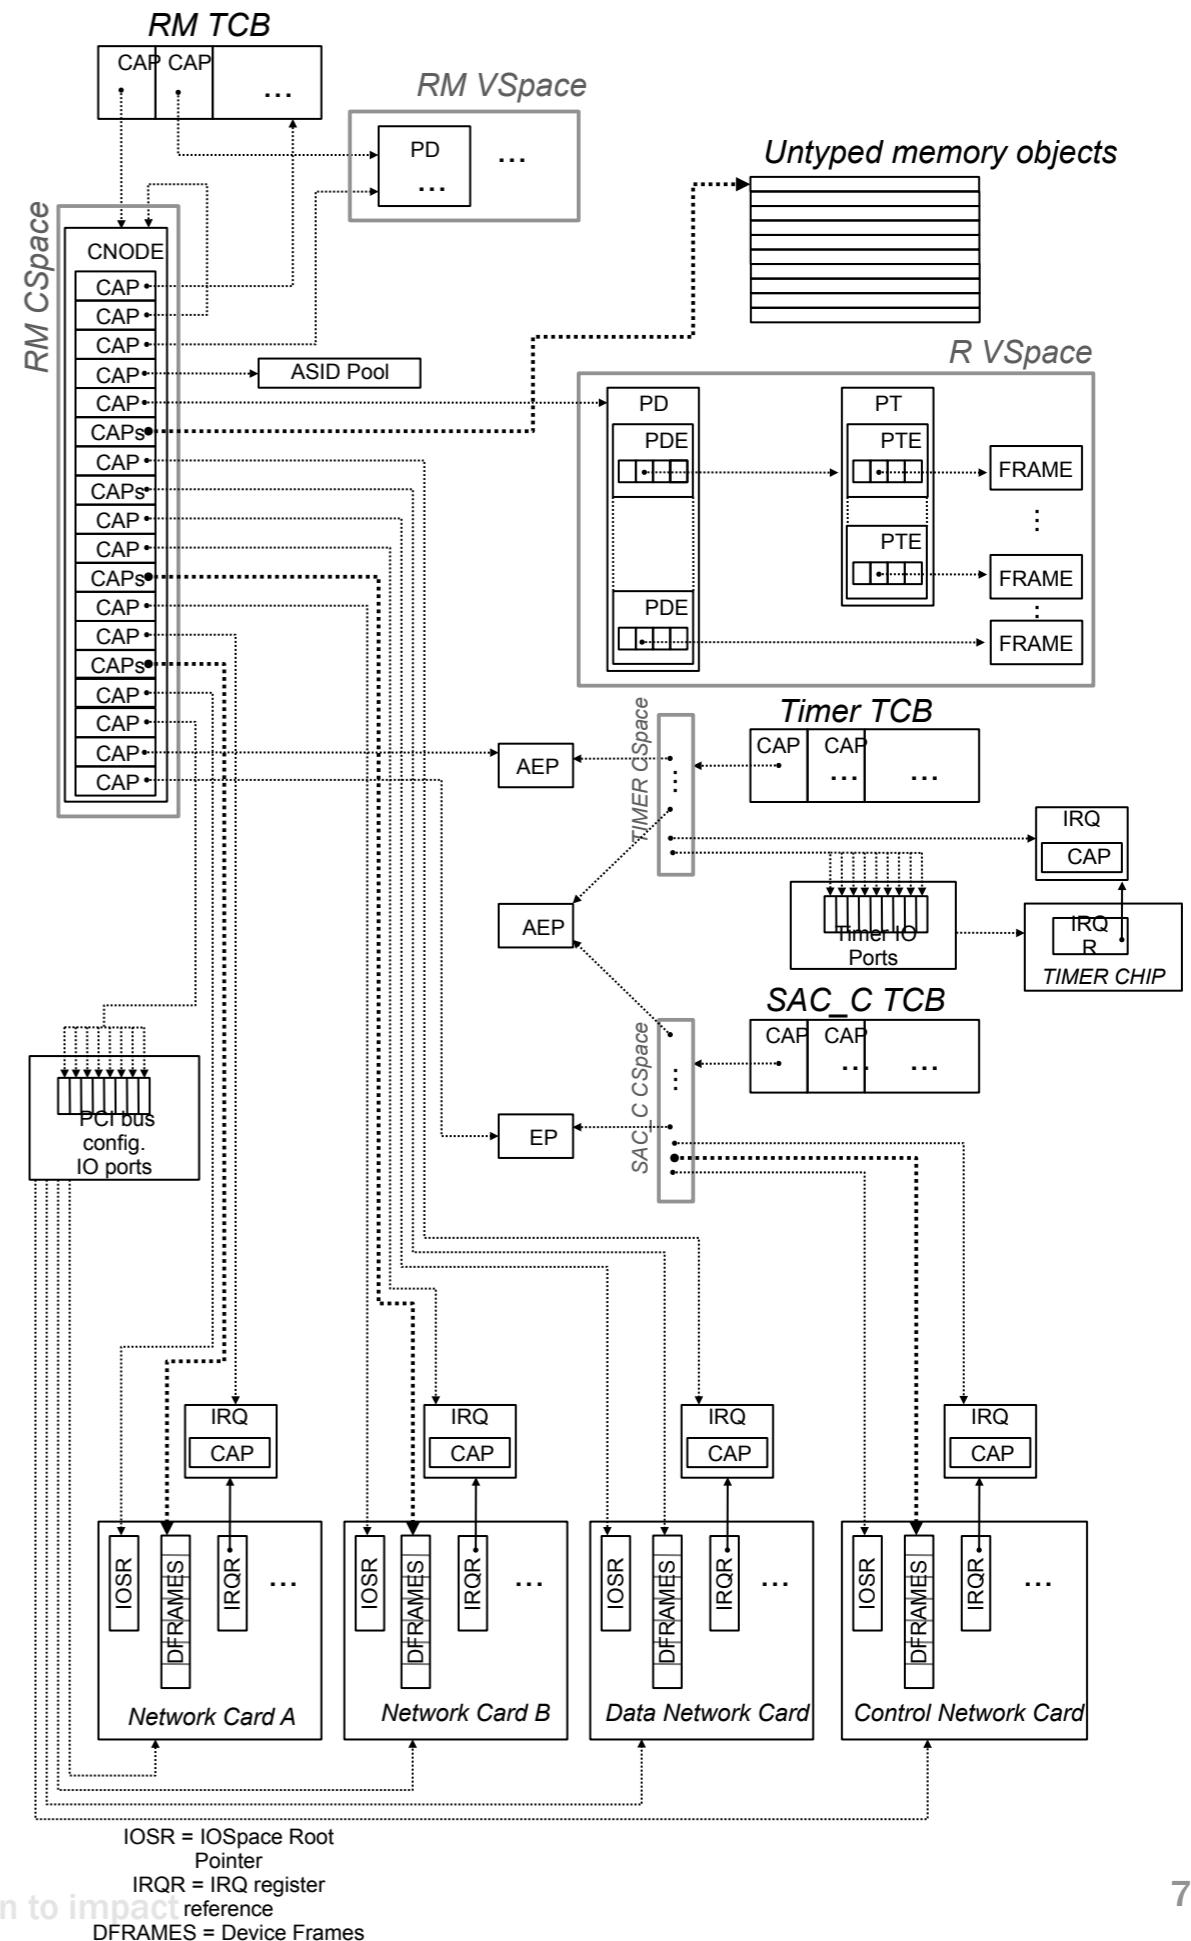 RM TCB
CAP CAP
...
RM VSpace
PD
...
...
Untyped memory objects
RM CSpace
CNODE
CAP
CAP
CAP
CAP
ASID Pool
CAP
CAPs
CAP
CAPs
CAP
CAP
CAPs
CAP
CAP
CAPs
CAP
CAP
CAP
CAP
R VSpace
PD
PT
PDE
PTE
FRAME
...
PTE
FRAME
...
PDE
FRAME
TIMER CSpace
...
Timer TCB
CAP CAP
... ...
AEP
IRQ
CAP
AEP
Timer IO
Ports
IRQ
R
TIMER CHIP
SAC_C TCB
CAP CAP
... ...
SAC_C CSpace
...
EP
PCI bus
config.
IO ports
IRQ
CAP
IRQ
CAP
IRQ
CAP
IRQ
CAP
IOSR
DFRAMES
IRQR
...
Network Card A
IOSR
DFRAMES
IRQR
...
Network Card B
IOSR
DFRAMES
IRQR
...
Data Network Card
IOSR
DFRAMES
IRQR
...
Control Network Card
IOSR = IOSpace Root
Pointer
IRQR = IRQ register
reference
DFRAMES = Device Frames
n to impact
7